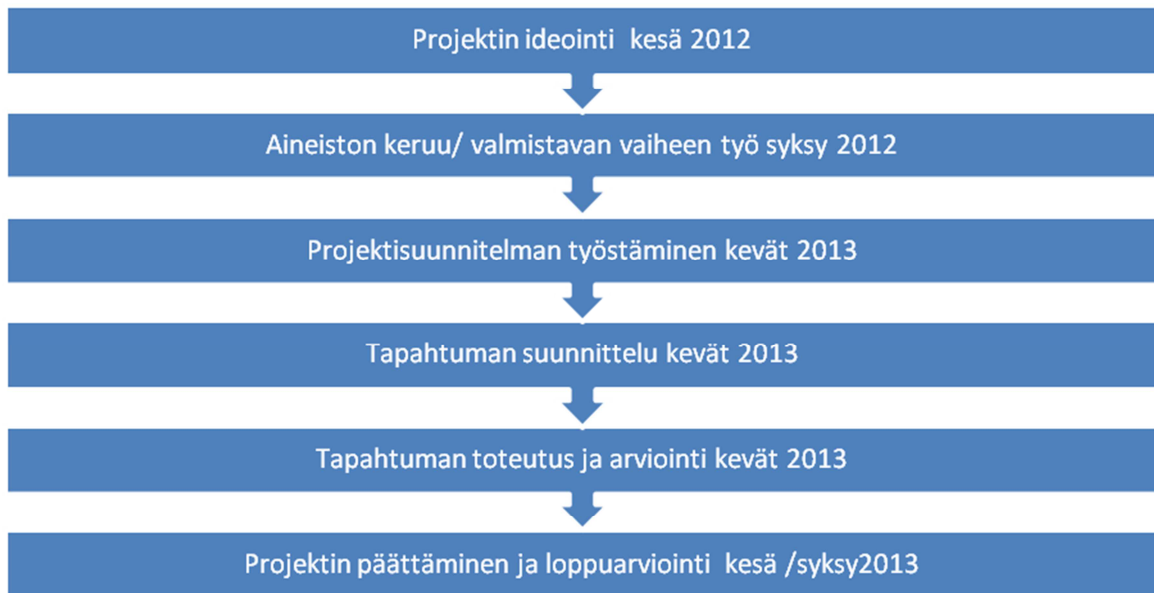 Projektin ideointi kesä 2012
Aineiston keruu/ valmistavan vaiheen työ syksy 2012
Projektisuunnitelman työstäminen kevät 2013
Tapahtuman suunnittelu kevät 2013
Tapahtuman toteutus ja arviointi kevät 2013
Projektin päättäminen ja loppuarviointi kesä /syksy2013